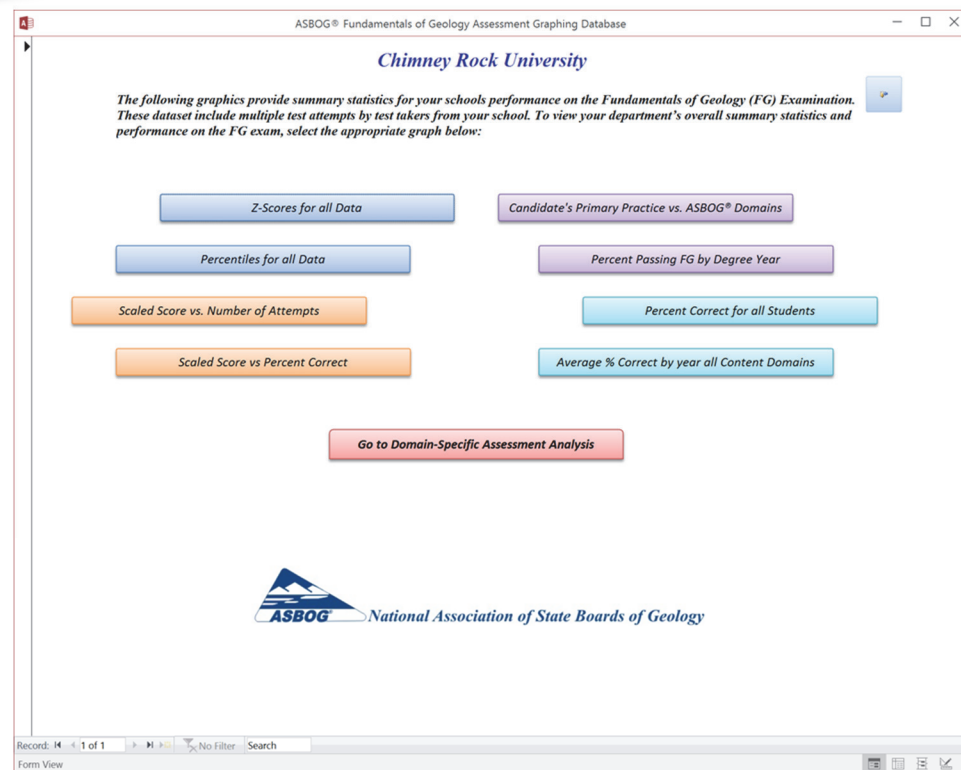 ASBOG® Fundamentals of Geology Assessment Graphing Database
Chimney Rock University
The following graphics provide summary statistics for your schools performance on the Fundamentals of Geology (FG) Examination.
These dataset include multiple test attempts by test takers from your school. To view your department's overall summary statistics and
performance on the FG exam, select the appropriate graph below:
Z-Scores for all Data
Candidate's Primary Practice vs. ASBOG® Domains
Percentiles for all Data
Percent Passing FG by Degree Year
Scaled Score vs. Number of Attempts
Percent Correct for all Students
Scaled Score vs Percent Correct
Average % Correct by year all Content Domains
Go to Domain-Specific Assessment Analysis
ASBOG®
National Association of State Boards of Geology
Record: 1 of 1 No Filter Search
Form View